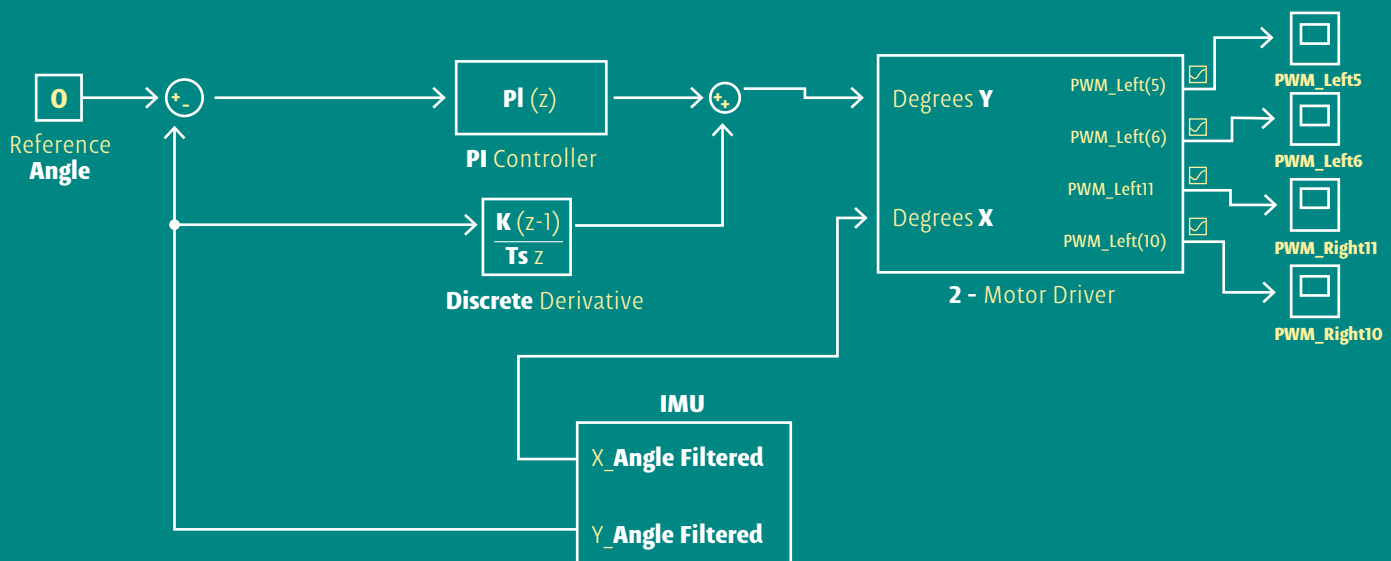 0
Reference
Angle
+ -
PI (z)
PI Controller
+ +
K (z-1)
Ts z
Discrete Derivative
Degrees Y
Degrees X
PWM_Left(5)
PWM_Left(6)
PWM_Left11
PWM_Left(10)
2 - Motor Driver
PWM_Left5
PWM_Left6
PWM_Right11
PWM_Right10
IMU
X_Angle Filtered
Y_Angle Filtered